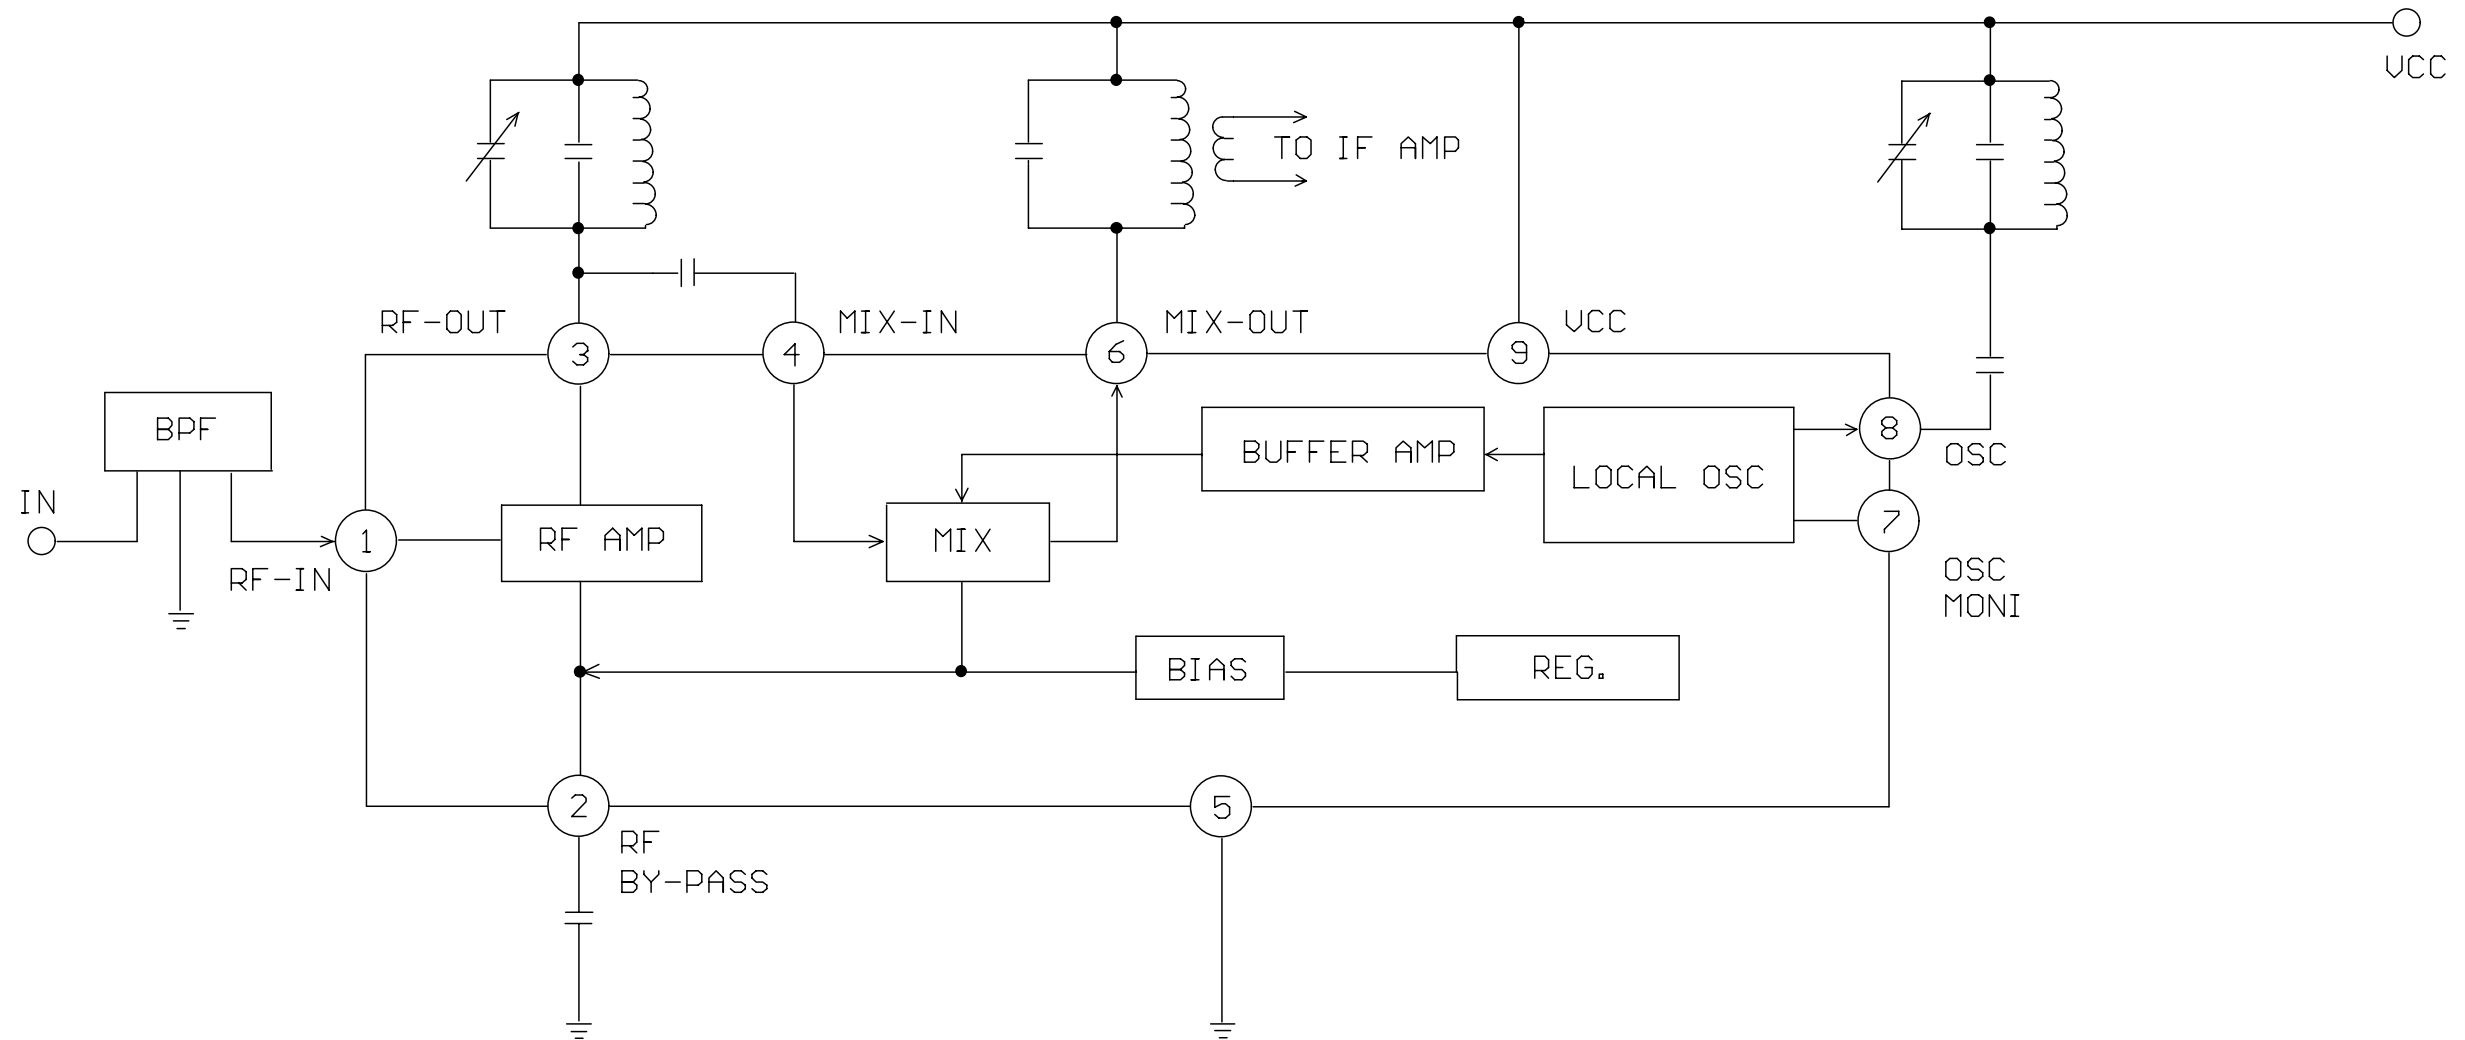 VCC
TO IF AMP
RF-OUT
MIX-IN
MIX-OUT
VCC
3
4
6
9
BPF
8
BUFFER AMP
OSC
LOCAL OSC
IN
7
1
RF AMP
MIX
RF-IN
OSC
MONI
BIAS
REG.
2
5
RF
BY-PASS